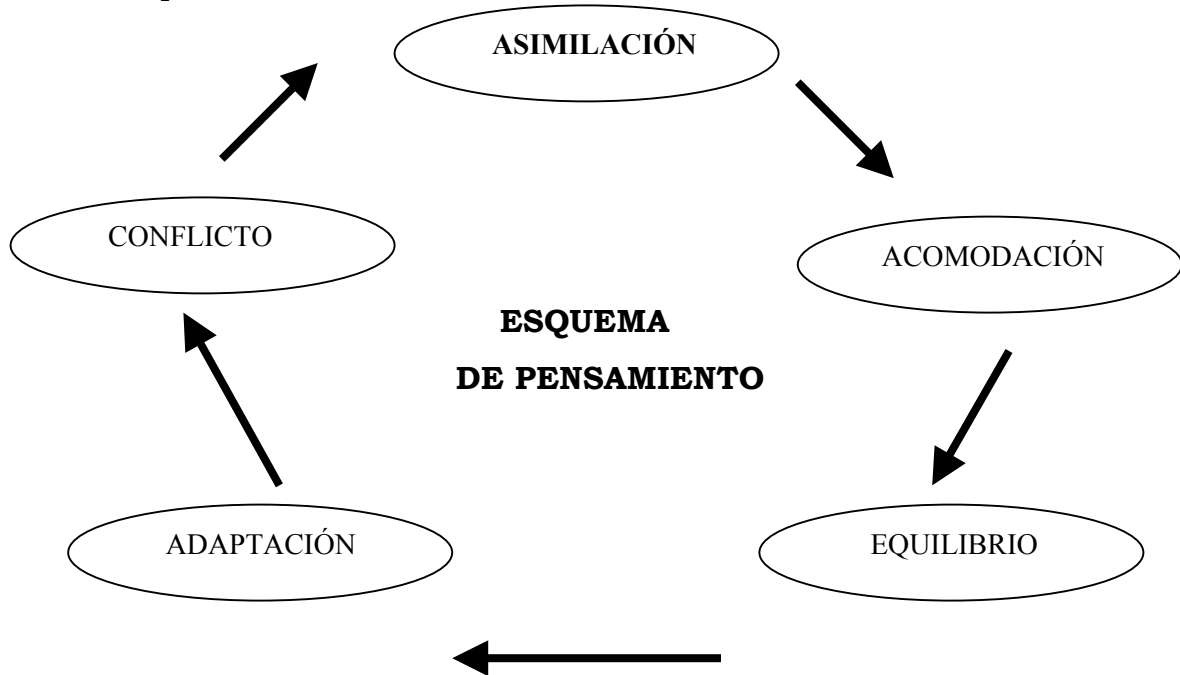 ASIMILACIÓN
CONFLICTO
ACOMODACIÓN
ESQUEMA
DE PENSAMIENTO
ADAPTACIÓN
EQUILIBRIO